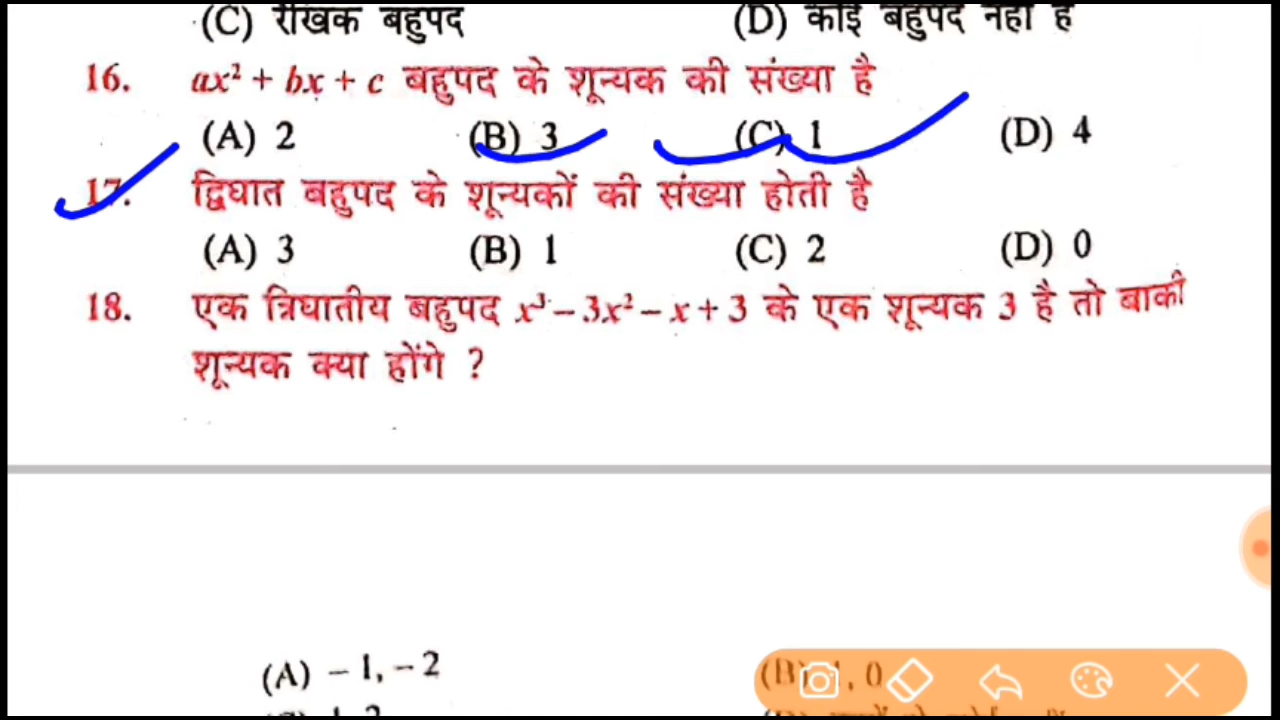 (C) रैखिक बहुपद (D) कोई बहुपद नहीं है
16. ax² + bx + c बहुपद के शून्यक की संख्या है
(A) 2 (B) 3 (C) 1 (D) 4
17. द्विघात बहुपद के शून्यकों की संख्या होती है
(A) 3 (B) 1 (C) 2 (D) 0
18. एक त्रिघातीय बहुपद x³ – 3x² – x + 3 के एक शून्यक 3 है तो बाकी
शून्यक क्या होंगे ?
(A) – 1, – 2 (B) , 0